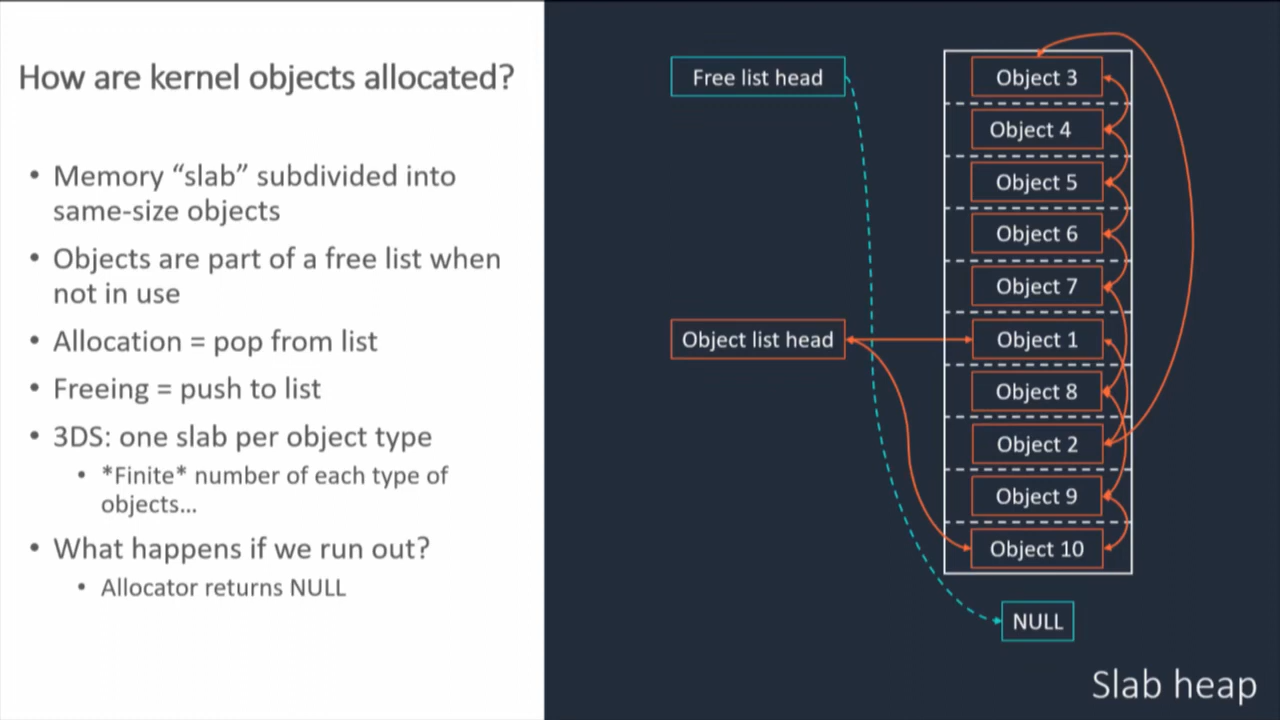 How are kernel objects allocated?
• Memory “slab” subdivided into
same-size objects
• Objects are part of a free list when
not in use
• Allocation = pop from list
• Freeing = push to list
• 3DS: one slab per object type
• *Finite* number of each type of
objects…
• What happens if we run out?
• Allocator returns NULL
Free list head
Object list head
Object 3
Object 4
Object 5
Object 6
Object 7
Object 1
Object 8
Object 2
Object 9
Object 10
NULL
Slab heap